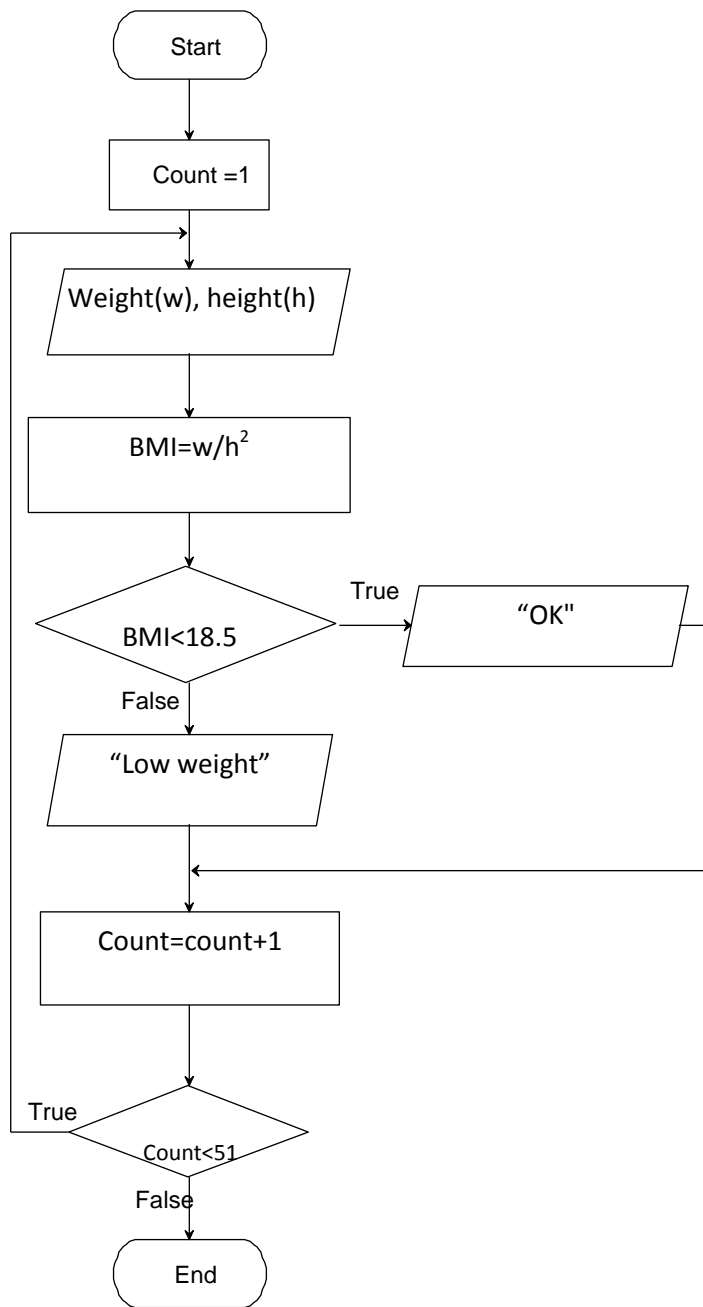 Start
Count =1
Weight(w), height(h)
BMI=w/h²
BMI<18.5
True
“OK"
False
“Low weight”
Count=count+1
True
Count<51
False
End